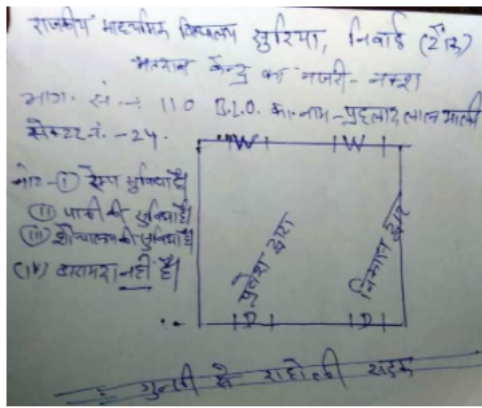 राजकीय माध्यमिक विद्यालय सुरिया, निवाई (टोंक)
मतदान केन्द्र का नजरी-नक्शा
भाग. सं.-: 110 B.L.O. का नाम-प्रहलाद लाल माली
सेक्टर नं. -24.
W W
नोट-(i) रैम्प सुविधा है।
(ii) पानी की सुविधा है।
(iii) शौचालय की सुविधा है।
(iv) बरामदा नहीं है।
प्रवेश द्वार
निकास द्वार
D D
से राहोली सड़क